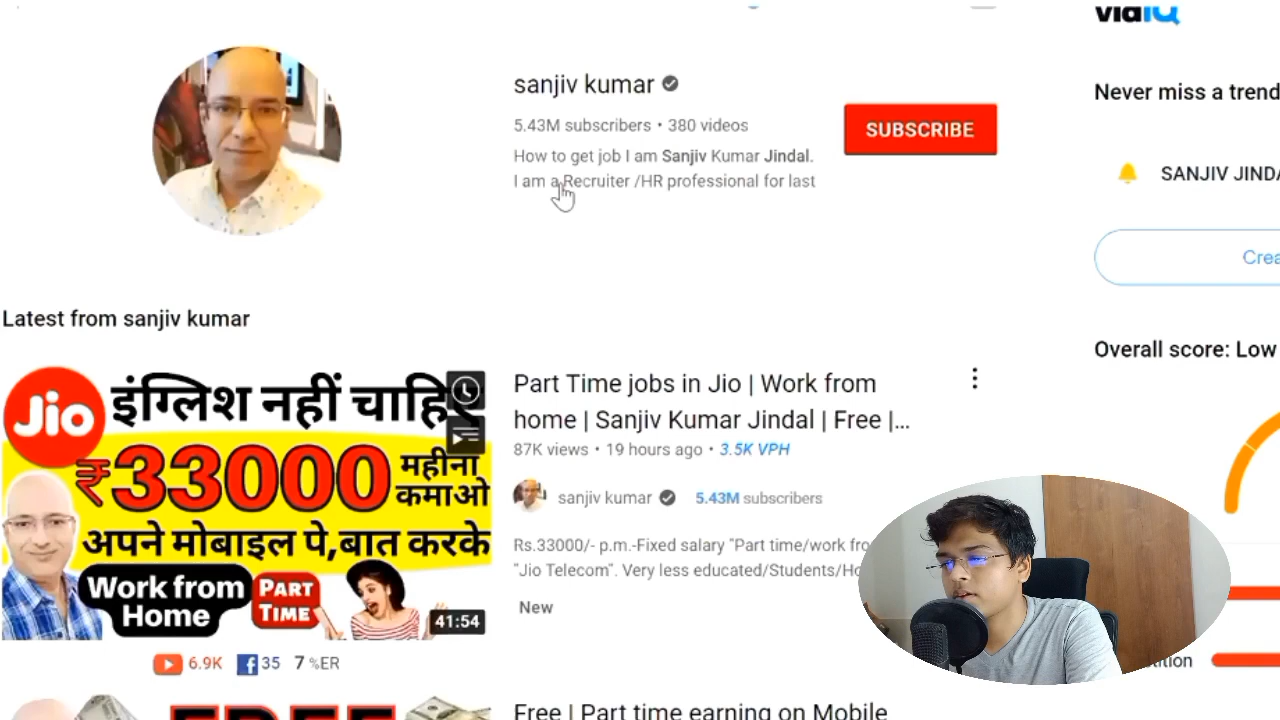 vidIQ
sanjiv kumar
5.43M subscribers • 380 videos
How to get job I am Sanjiv Kumar Jindal.
I am a Recruiter /HR professional for last
SUBSCRIBE
Never miss a trend
SANJIV JINDA
Crea
Overall score: Low
Latest from sanjiv kumar
Jio
इंग्लिश नहीं चाहिए
₹33000 महीना
कमाओ
अपने मोबाइल पे,बात करके
Work from
Home
PART
TIME
41:54
6.9K 35 7 %ER
Part Time jobs in Jio | Work from
home | Sanjiv Kumar Jindal | Free |...
87K views • 19 hours ago • 3.5K VPH
sanjiv kumar 5.43M subscribers
Rs.33000/- p.m.-Fixed salary "Part time/work fro
"Jio Telecom". Very less educated/Students/Ho
New
ition
FREE
Free | Part time earning on Mobile